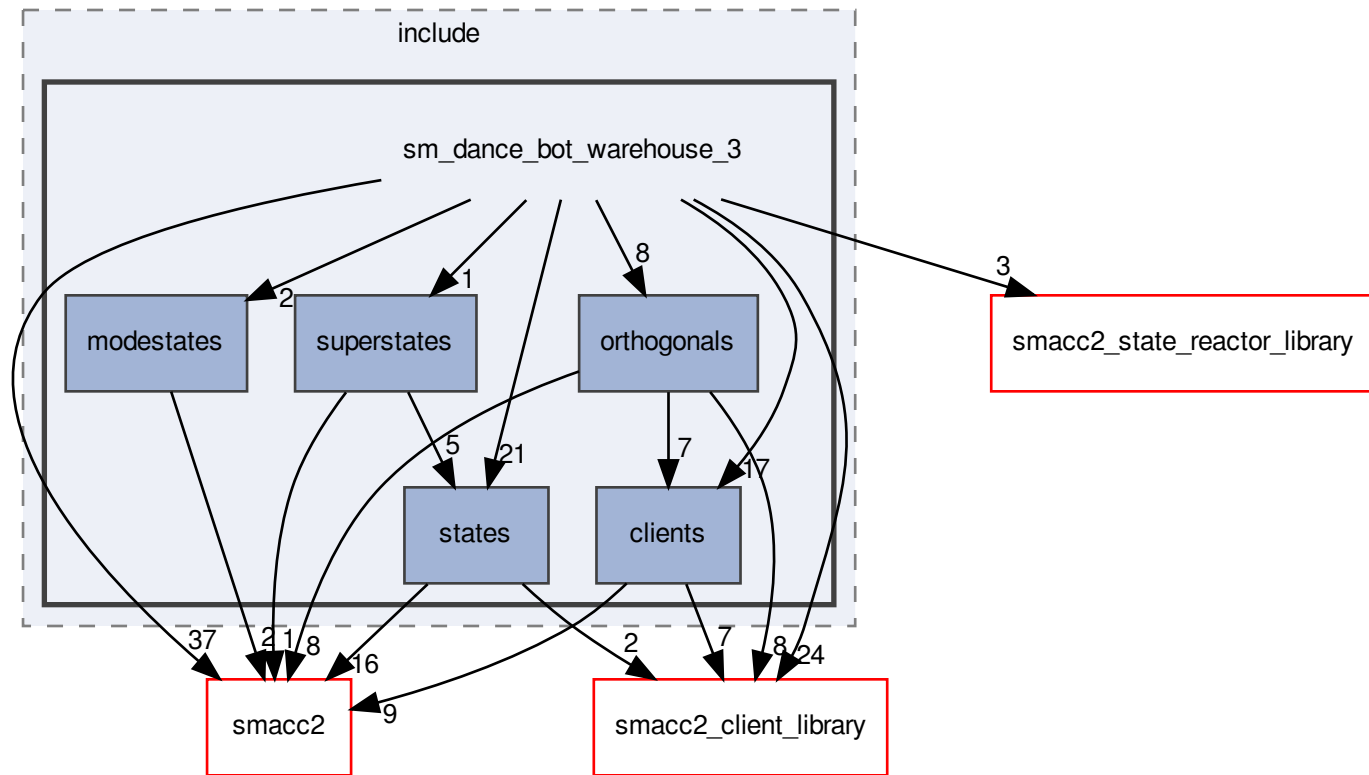 include
sm_dance_bot_warehouse_3
8
3
2
1
modestates
superstates
orthogonals
smacc2_state_reactor_library
5
21
7
17
states
clients
37
2
1
8
16
9
2
7
8
24
smacc2
smacc2_client_library